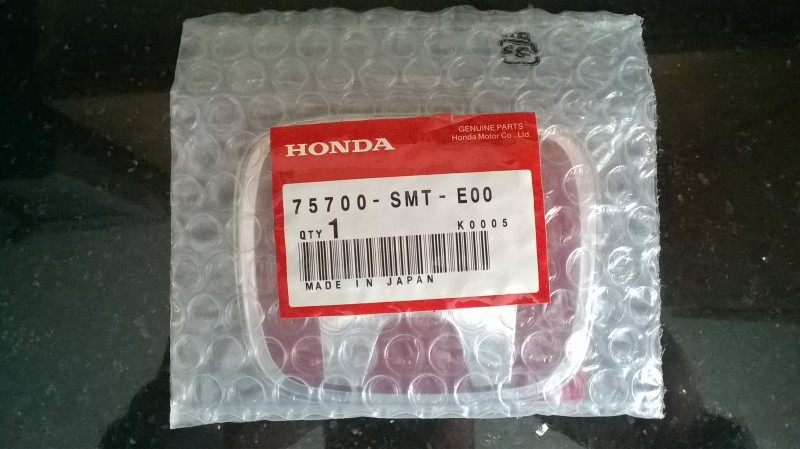 GENUINE PARTS
HONDA Honda Motor Co., Ltd.
75700-SMT-E00
QTY 1 K0005
MADE IN JAPAN